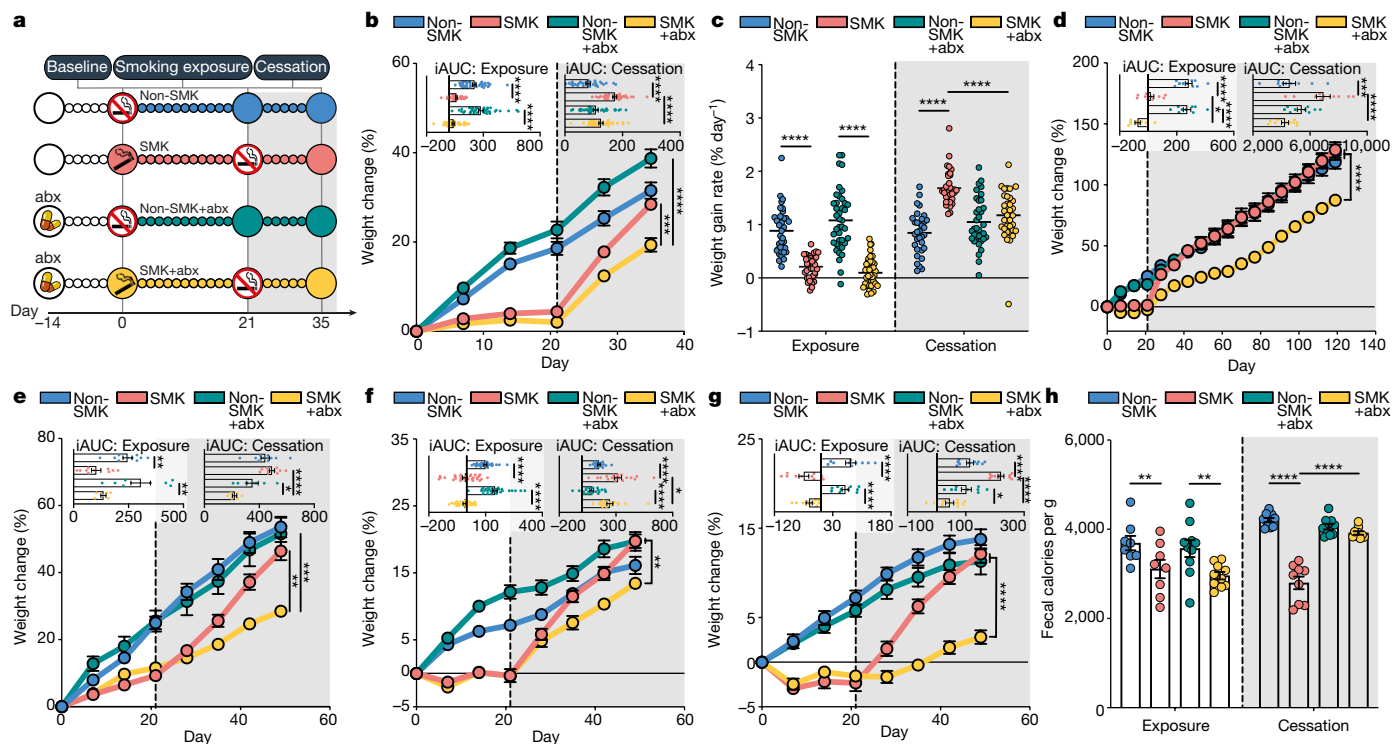 a
Baseline Smoking exposure Cessation
Non-SMK
SMK
abx
Non-SMK+abx
abx
SMK+abx
Day
–14 0 21 35
b
Non-SMK SMK Non-SMK+abx SMK+abx
iAUC: Exposure iAUC: Cessation
–200 300 800 0 200 400
Weight change (%)
60
40
20
0
0 10 20 30 40
Day
**** **** **** **** *** ****
c
Non-SMK SMK Non-SMK+abx SMK+abx
Weight gain rate (% day–1)
4
3
2
1
0
–1
**** **** **** ****
Exposure Cessation
d
Non-SMK SMK Non-SMK+abx SMK+abx
iAUC: Exposure iAUC: Cessation
–200 200 600 2,000 6,000 10,000
Weight change (%)
200
150
100
50
0
0 20 40 60 80 100 120 140
Day
e
Non-SMK SMK Non-SMK+abx SMK+abx
iAUC: Exposure iAUC: Cessation
0 250 500 0 400 800
Weight change (%)
80
60
40
20
0
0 20 40 60
Day
** ***
f
Non-SMK SMK Non-SMK+abx SMK+abx
iAUC: Exposure iAUC: Cessation
–200 100 400 0 300 800
Weight change (%)
35
25
15
5
0
–5
0 20 40 60
Day
**
g
Non-SMK SMK Non-SMK+abx SMK+abx
iAUC: Exposure iAUC: Cessation
–120 30 180 –100 100 300
Weight change (%)
25
15
5
0
–5
0 20 40 60
Day
****
h
Non-SMK SMK Non-SMK+abx SMK+abx
Fecal calories per g
6,000
4,000
2,000
0
** ** **** ****
Exposure Cessation